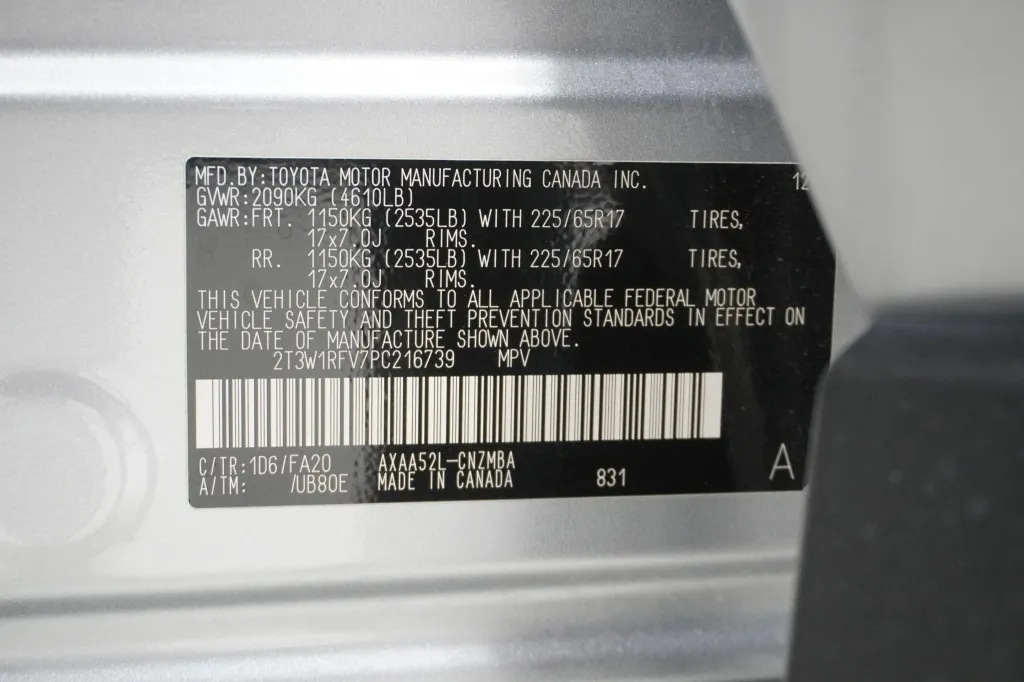 MFD.BY:TOYOTA MOTOR MANUFACTURING CANADA INC. 12
GVWR:2090KG (4610LB)
GAWR:FRT. 1150KG (2535LB) WITH 225/65R17 TIRES,
17x7.0J RIMS.
RR. 1150KG (2535LB) WITH 225/65R17 TIRES,
17x7.0J RIMS.
THIS VEHICLE CONFORMS TO ALL APPLICABLE FEDERAL MOTOR
VEHICLE SAFETY AND THEFT PREVENTION STANDARDS IN EFFECT ON
THE DATE OF MANUFACTURE SHOWN ABOVE.
2T3W1RFV7PC216739 MPV
C/TR:1D6/FA20 AXAA52L-CNZMBA
A/TM: /UB80E MADE IN CANADA 831 A